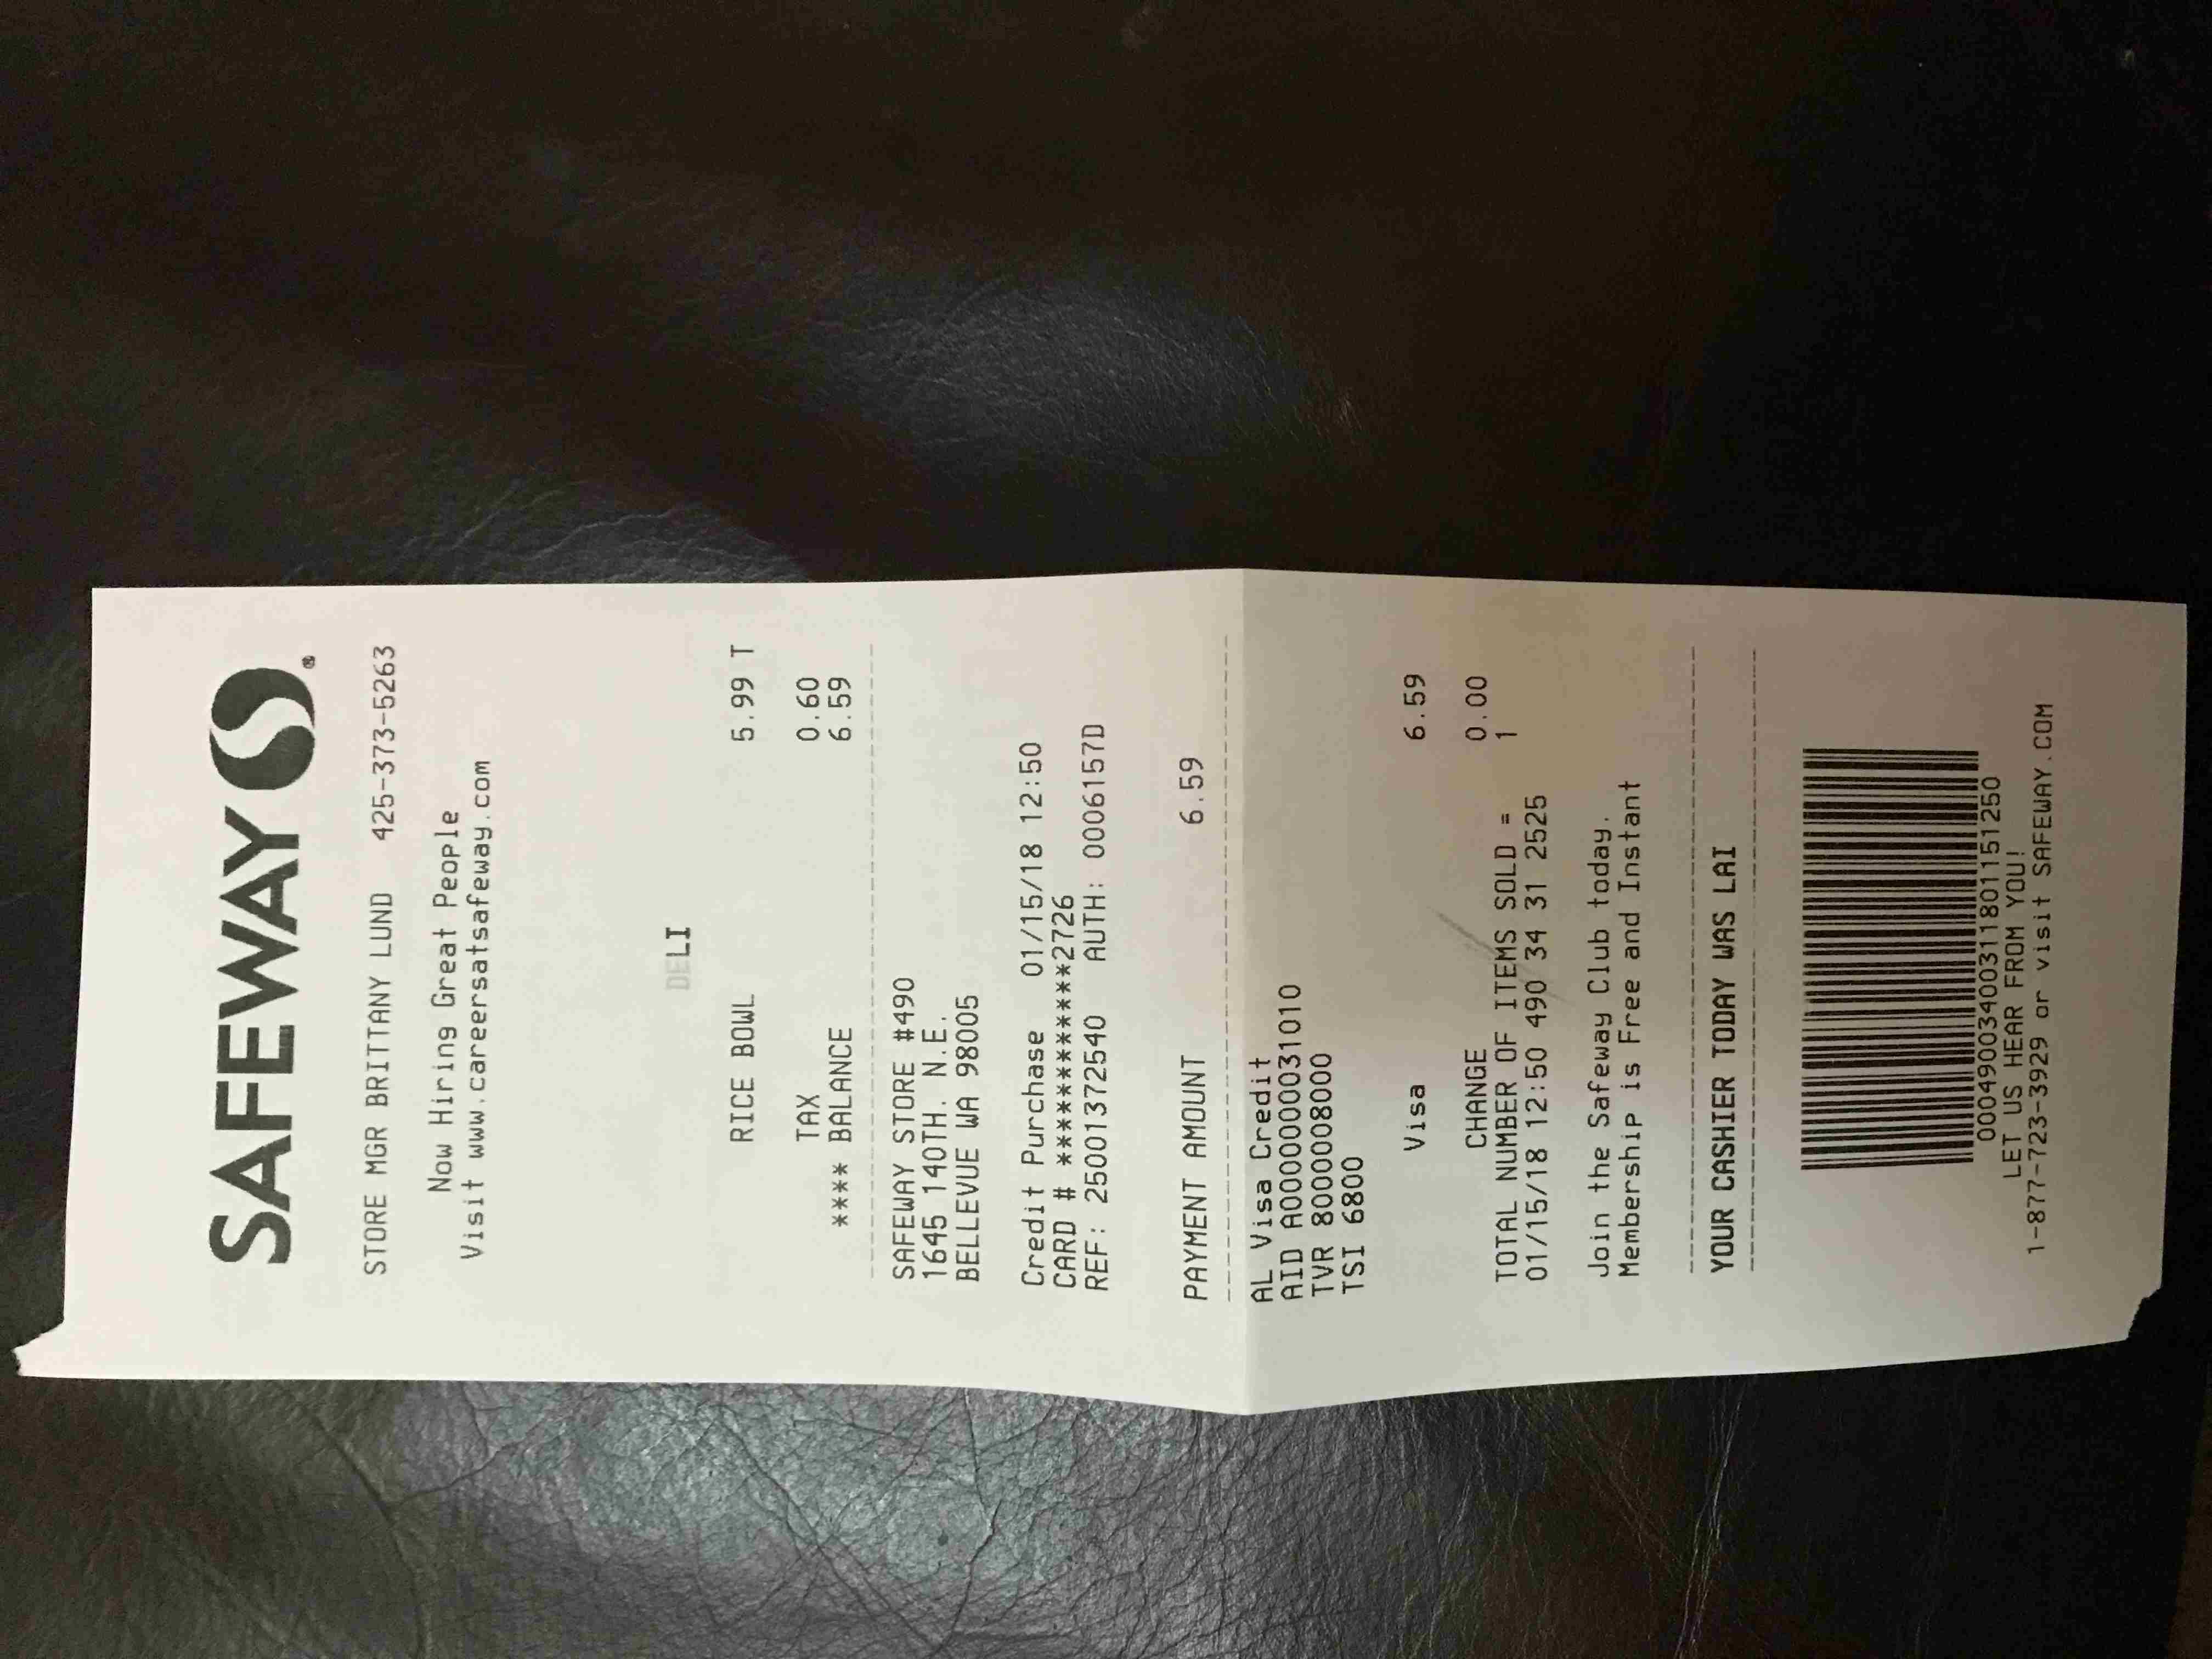 SAFEWAY
STORE MGR BRITTANY LUND 425-373-5263
Now Hiring Great People
Visit www.careersatsafeway.com
DELI
RICE BOWL 5.99 T
TAX 0.60
**** BALANCE 6.59
SAFEWAY STORE #490
1645 140TH. N.E.
BELLEVUE WA 98005
Credit Purchase 01/15/18 12:50
CARD # ************2726
REF: 25001372540 AUTH: 0006157D
PAYMENT AMOUNT 6.59
AL Visa Credit
AID A0000000031010
TVR 8000008000
TSI 6800
Visa 6.59
CHANGE 0.00
TOTAL NUMBER OF ITEMS SOLD = 1
01/15/18 12:50 490 34 31 2525
Join the Safeway Club today.
Membership is Free and Instant
YOUR CASHIER TODAY WAS LAI
00049003400311801151250
LET US HEAR FROM YOU!
1-877-723-3929 or visit SAFEWAY.COM